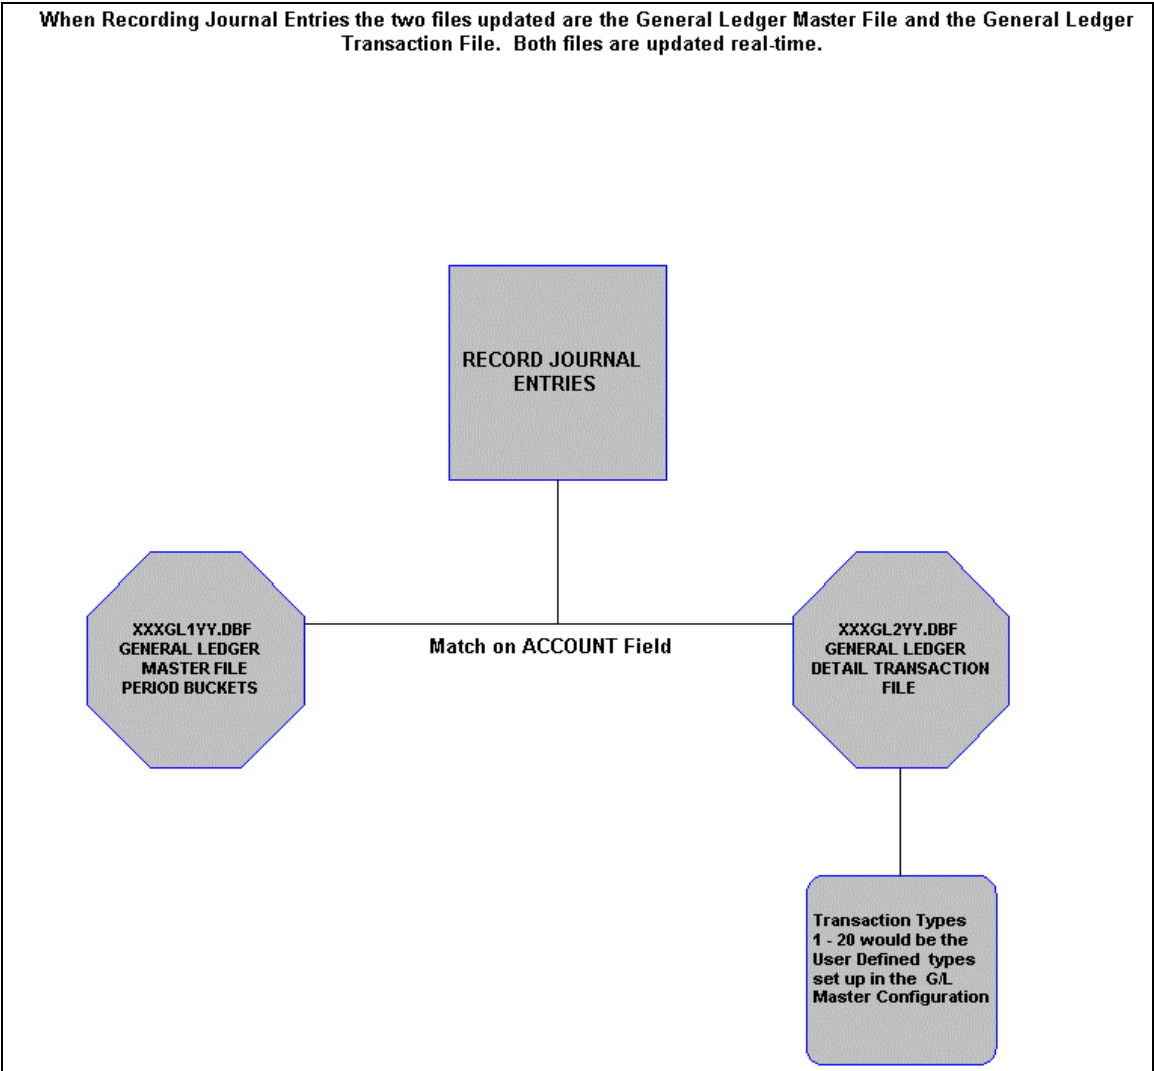 When Recording Journal Entries the two files updated are the General Ledger Master File and the General Ledger
Transaction File.  Both files are updated real-time.
RECORD JOURNAL
ENTRIES
XXXGL1YY.DBF
GENERAL LEDGER
MASTER FILE
PERIOD BUCKETS
Match on ACCOUNT Field
XXXGL2YY.DBF
GENERAL LEDGER
DETAIL TRANSACTION
FILE
Transaction Types
1 - 20 would be the
User Defined  types
set up in the  G/L
Master Configuration